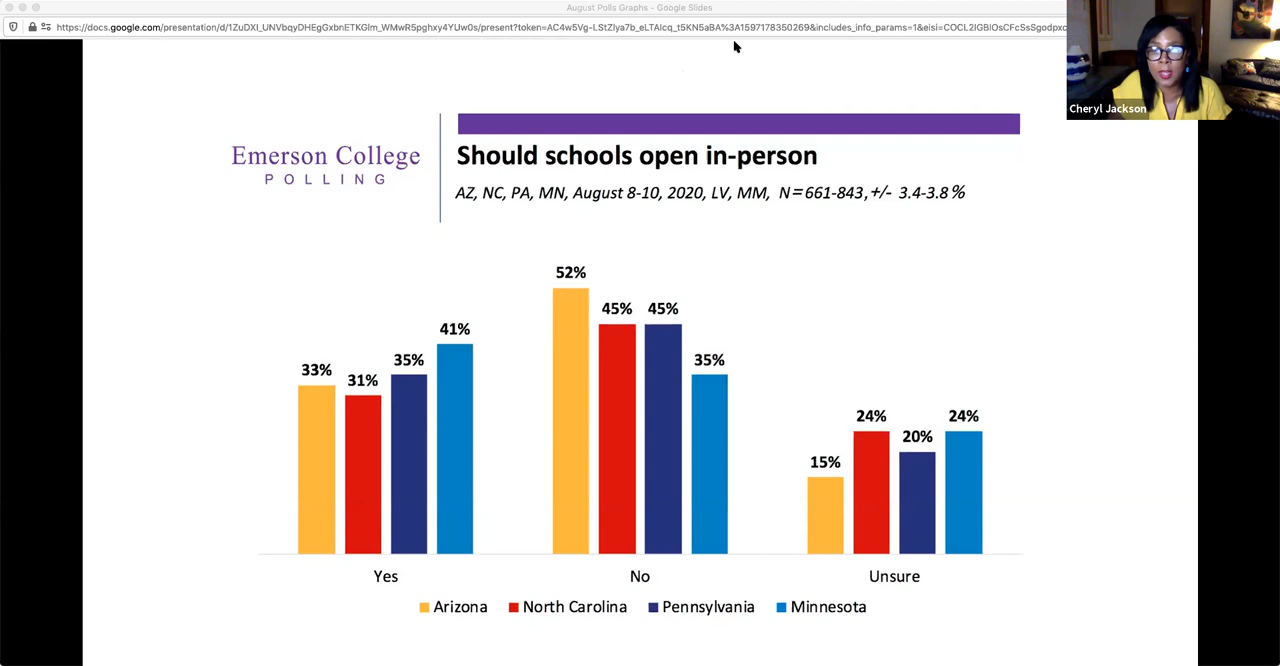 August Polls Graphs - Google Slides
https://docs.google.com/presentation/d/1ZuDXI_UNVbqyDHEgGxbnETKGlm_WMwR5pghxy4YUw0s/present?token=AC4w5Vg-LStZIya7b_eLTAIcq_t5KN5aBA%3A1597178350269&includes_info_params=1&eisi=COCL2IGBIOsCFcSsSgodpxc
Cheryl Jackson
Emerson College
POLLING
Should schools open in-person
AZ, NC, PA, MN, August 8-10, 2020, LV, MM, N=661-843, +/- 3.4-3.8 %
33% 31% 35% 41%
52% 45% 45% 35%
15% 24% 20% 24%
Yes No Unsure
Arizona North Carolina Pennsylvania Minnesota